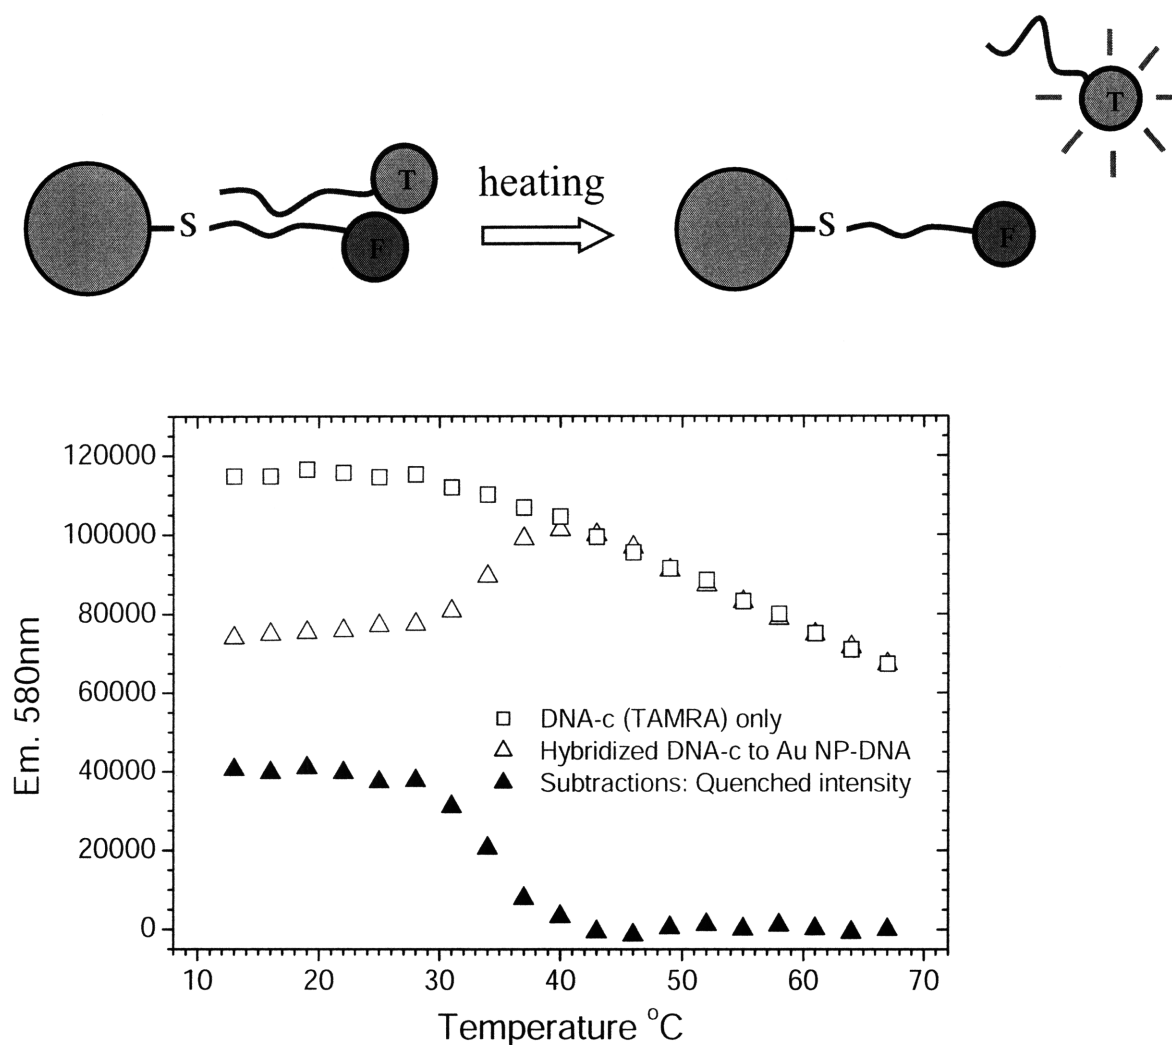 T
T
heating
S
F
S
F
120000
100000
80000
60000
40000
20000
0
Em. 580nm
DNA-c (TAMRA) only
Hybridized DNA-c to Au NP-DNA
Subtractions: Quenched intensity
10 20 30 40 50 60 70
Temperature °C